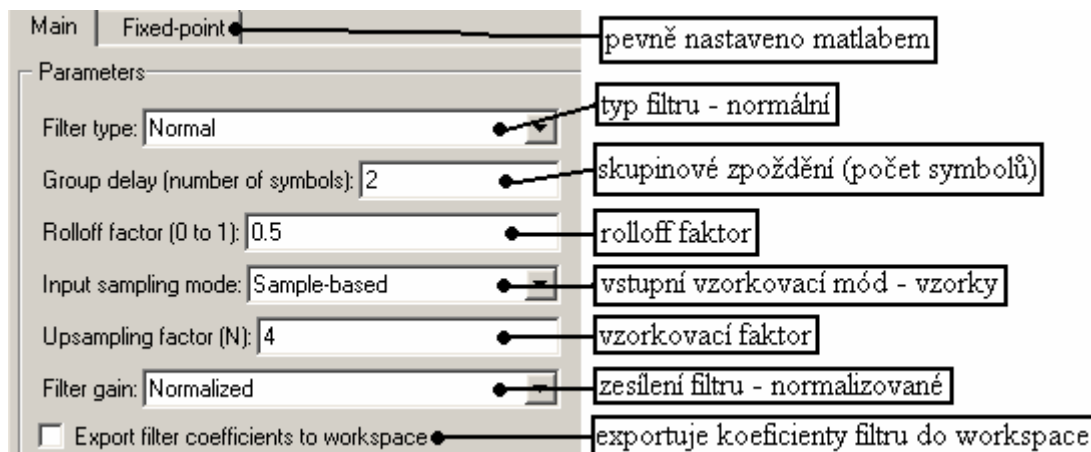 Main Fixed-point
pevně nastaveno matlabem
Parameters
Filter type: Normal
typ filtru - normální
Group delay (number of symbols): 2
skupinové zpoždění (počet symbolů)
Rolloff factor (0 to 1): 0.5
rolloff faktor
Input sampling mode: Sample-based
vstupní vzorkovací mód - vzorky
Upsampling factor (N): 4
vzorkovací faktor
Filter gain: Normalized
zesílení filtru - normalizované
Export filter coefficients to workspace
exportuje koeficienty filtru do workspace